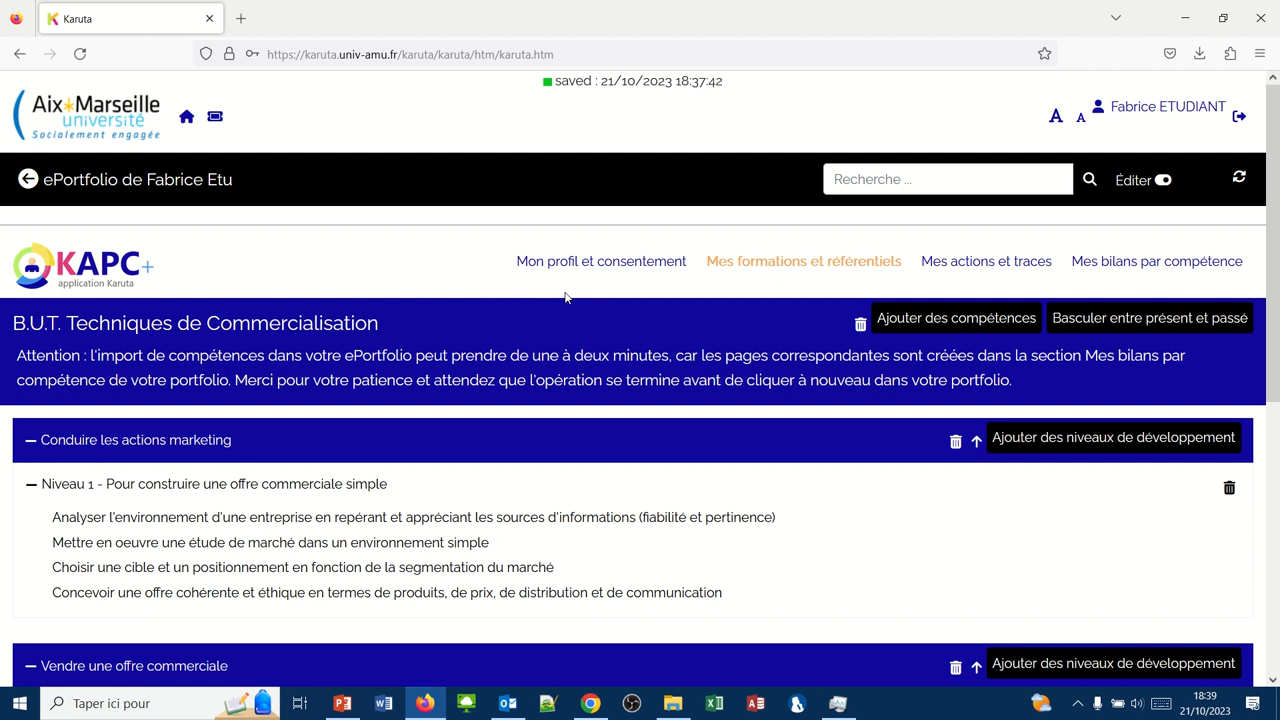 Karuta
https://karuta.univ-amu.fr/karuta/karuta/htm/karuta.htm
saved : 21/10/2023 18:37:42
Aix*Marseille
université
Socialement engagée
A A Fabrice ETUDIANT
ePortfolio de Fabrice Etu
Recherche ...
Éditer
KAPC+
application Karuta
Mon profil et consentement
Mes formations et référentiels
Mes actions et traces
Mes bilans par compétence
B.U.T. Techniques de Commercialisation
Ajouter des compétences
Basculer entre présent et passé
Attention : l'import de compétences dans votre ePortfolio peut prendre de une à deux minutes, car les pages correspondantes sont créées dans la section Mes bilans par
compétence de votre portfolio. Merci pour votre patience et attendez que l'opération se termine avant de cliquer à nouveau dans votre portfolio.
Conduire les actions marketing
Ajouter des niveaux de développement
Niveau 1 - Pour construire une offre commerciale simple
Analyser l'environnement d'une entreprise en repérant et appréciant les sources d'informations (fiabilité et pertinence)
Mettre en oeuvre une étude de marché dans un environnement simple
Choisir une cible et un positionnement en fonction de la segmentation du marché
Concevoir une offre cohérente et éthique en termes de produits, de prix, de distribution et de communication
Vendre une offre commerciale
Ajouter des niveaux de développement
Taper ici pour
18:39
21/10/2023